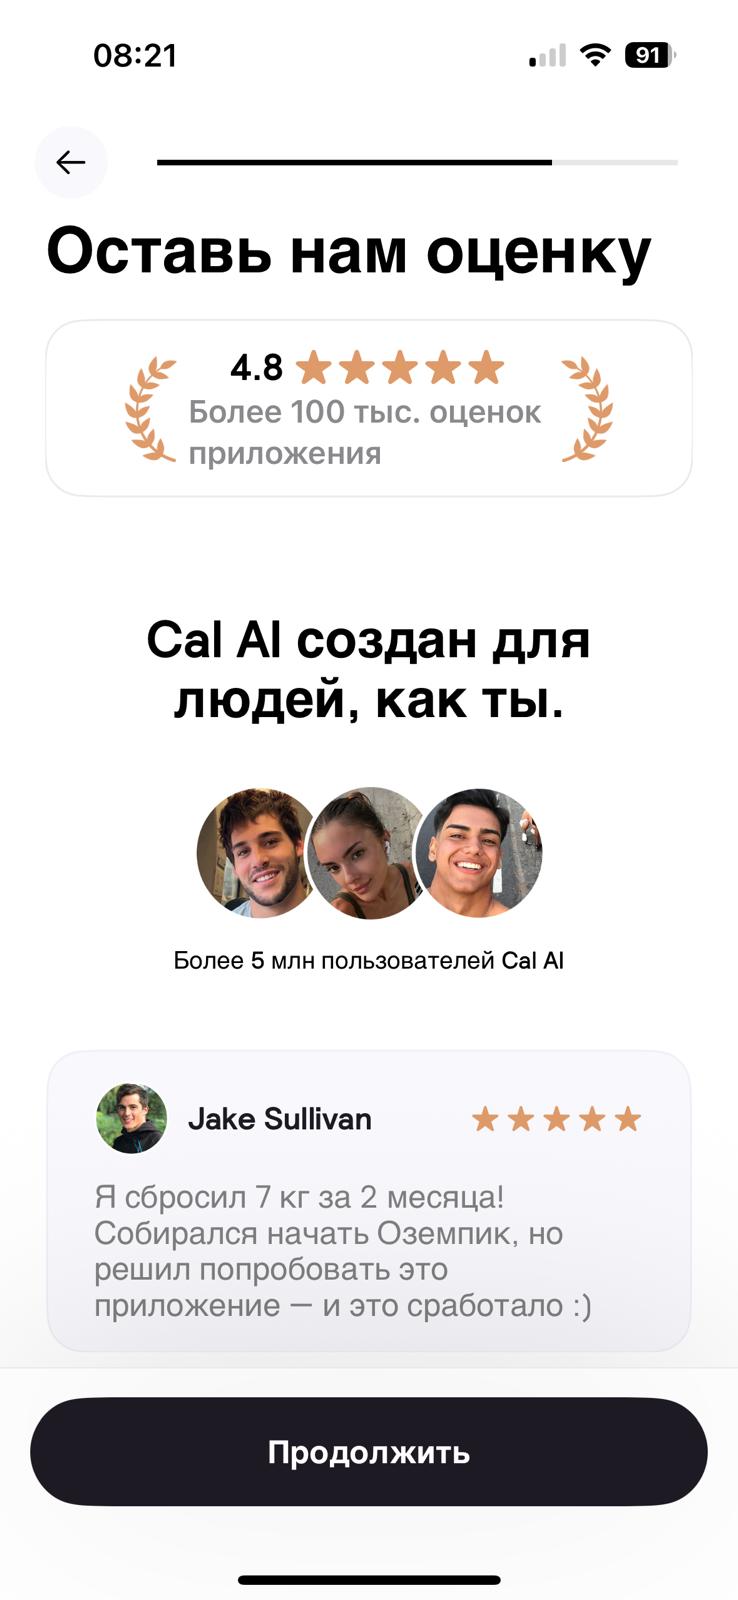 08:21
91
Оставь нам оценку
4.8
Более 100 тыс. оценок
приложения
Cal AI создан для
людей, как ты.
Более 5 млн пользователей Cal AI
Jake Sullivan
Я сбросил 7 кг за 2 месяца!
Собирался начать Оземпик, но
решил попробовать это
приложение — и это сработало :)
Продолжить